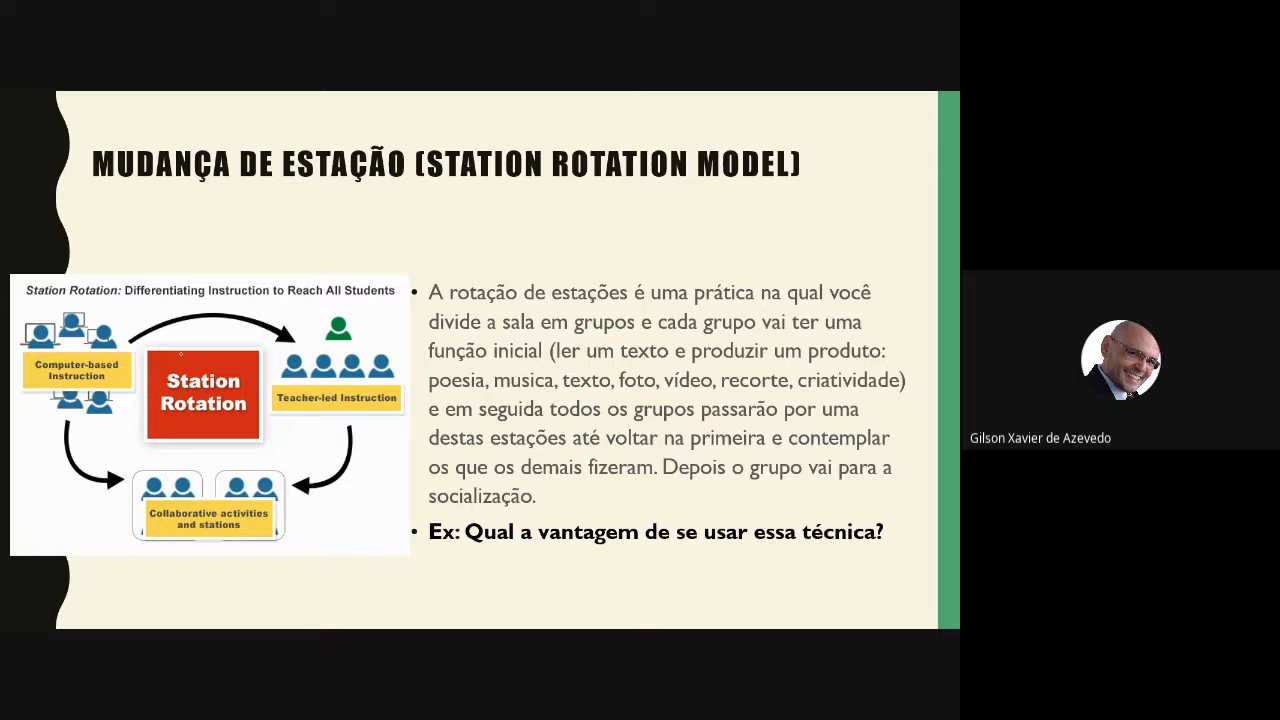 MUDANÇA DE ESTAÇÃO (STATION ROTATION MODEL)
Station Rotation: Differentiating Instruction to Reach All Students
Computer-based
Instruction
Station
Rotation
Teacher-led Instruction
Collaborative activities
and stations
• A rotação de estações é uma prática na qual você
divide a sala em grupos e cada grupo vai ter uma
função inicial (ler um texto e produzir um produto:
poesia, musica, texto, foto, vídeo, recorte, criatividade)
e em seguida todos os grupos passarão por uma
destas estações até voltar na primeira e contemplar
os que os demais fizeram. Depois o grupo vai para a
socialização.
• Ex: Qual a vantagem de se usar essa técnica?
Gilson Xavier de Azevedo